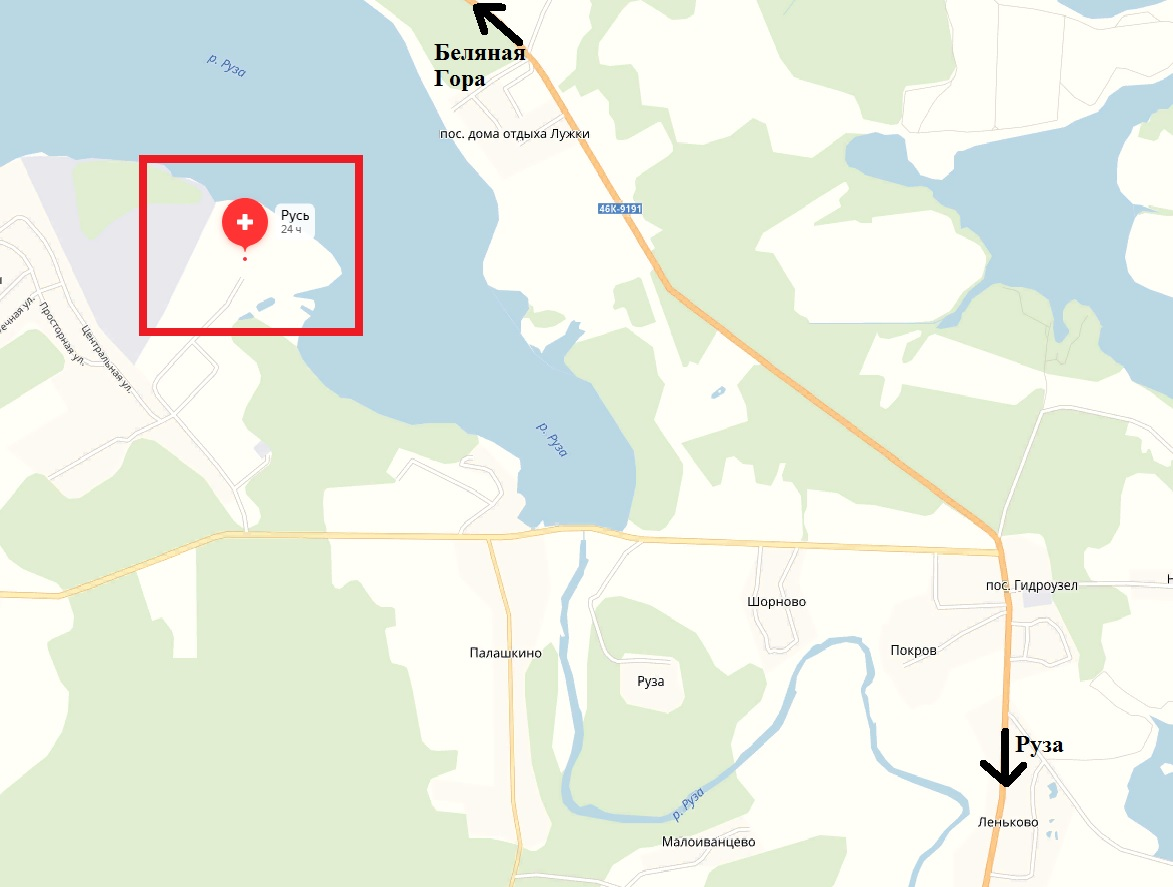 р. Руза
Беляная
Гора
пос. дома отдыха Лужки
46К-9191
Русь
24 ч
Просторная ул.
Центральная ул.
р. Руза
пос. Гидроузел
Шорново
Покров
Палашкино
Руза
Руза
р. Руза
Леньково
Малоиванцево